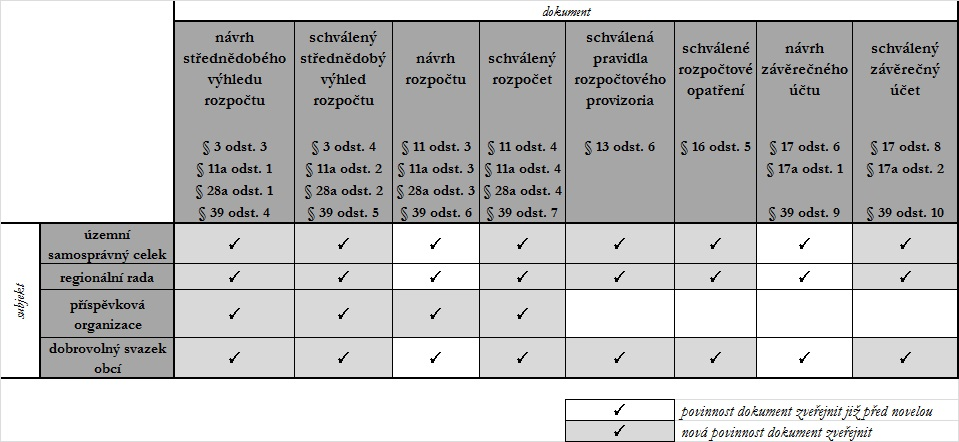 dokument
návrh střednědobého výhledu rozpočtu
schválený střednědobý výhled rozpočtu
návrh rozpočtu
schválený rozpočet
schválená pravidla rozpočtového provizoria
schválené rozpočtové opatření
návrh závěrečného účtu
schválený závěrečný účet
§ 3 odst. 3
§ 3 odst. 4
§ 11 odst. 3
§ 11 odst. 4
§ 13 odst. 6
§ 16 odst. 5
§ 17 odst. 6
§ 17 odst. 8
§ 11a odst. 1
§ 11a odst. 2
§ 11a odst. 3
§ 11a odst. 4
§ 17a odst. 1
§ 17a odst. 2
§ 28a odst. 1
§ 28a odst. 2
§ 28a odst. 3
§ 28a odst. 4
§ 39 odst. 4
§ 39 odst. 5
§ 39 odst. 6
§ 39 odst. 7
§ 39 odst. 9
§ 39 odst. 10
subjekt
územní samosprávný celek ✓ ✓ ✓ ✓ ✓ ✓ ✓ ✓
regionální rada ✓ ✓ ✓ ✓ ✓ ✓ ✓ ✓
příspěvková organizace ✓ ✓ ✓ ✓
dobrovolný svazek obcí ✓ ✓ ✓ ✓ ✓ ✓ ✓ ✓
✓ povinnost dokument zveřejnit již před novelou
✓ nová povinnost dokument zveřejnit